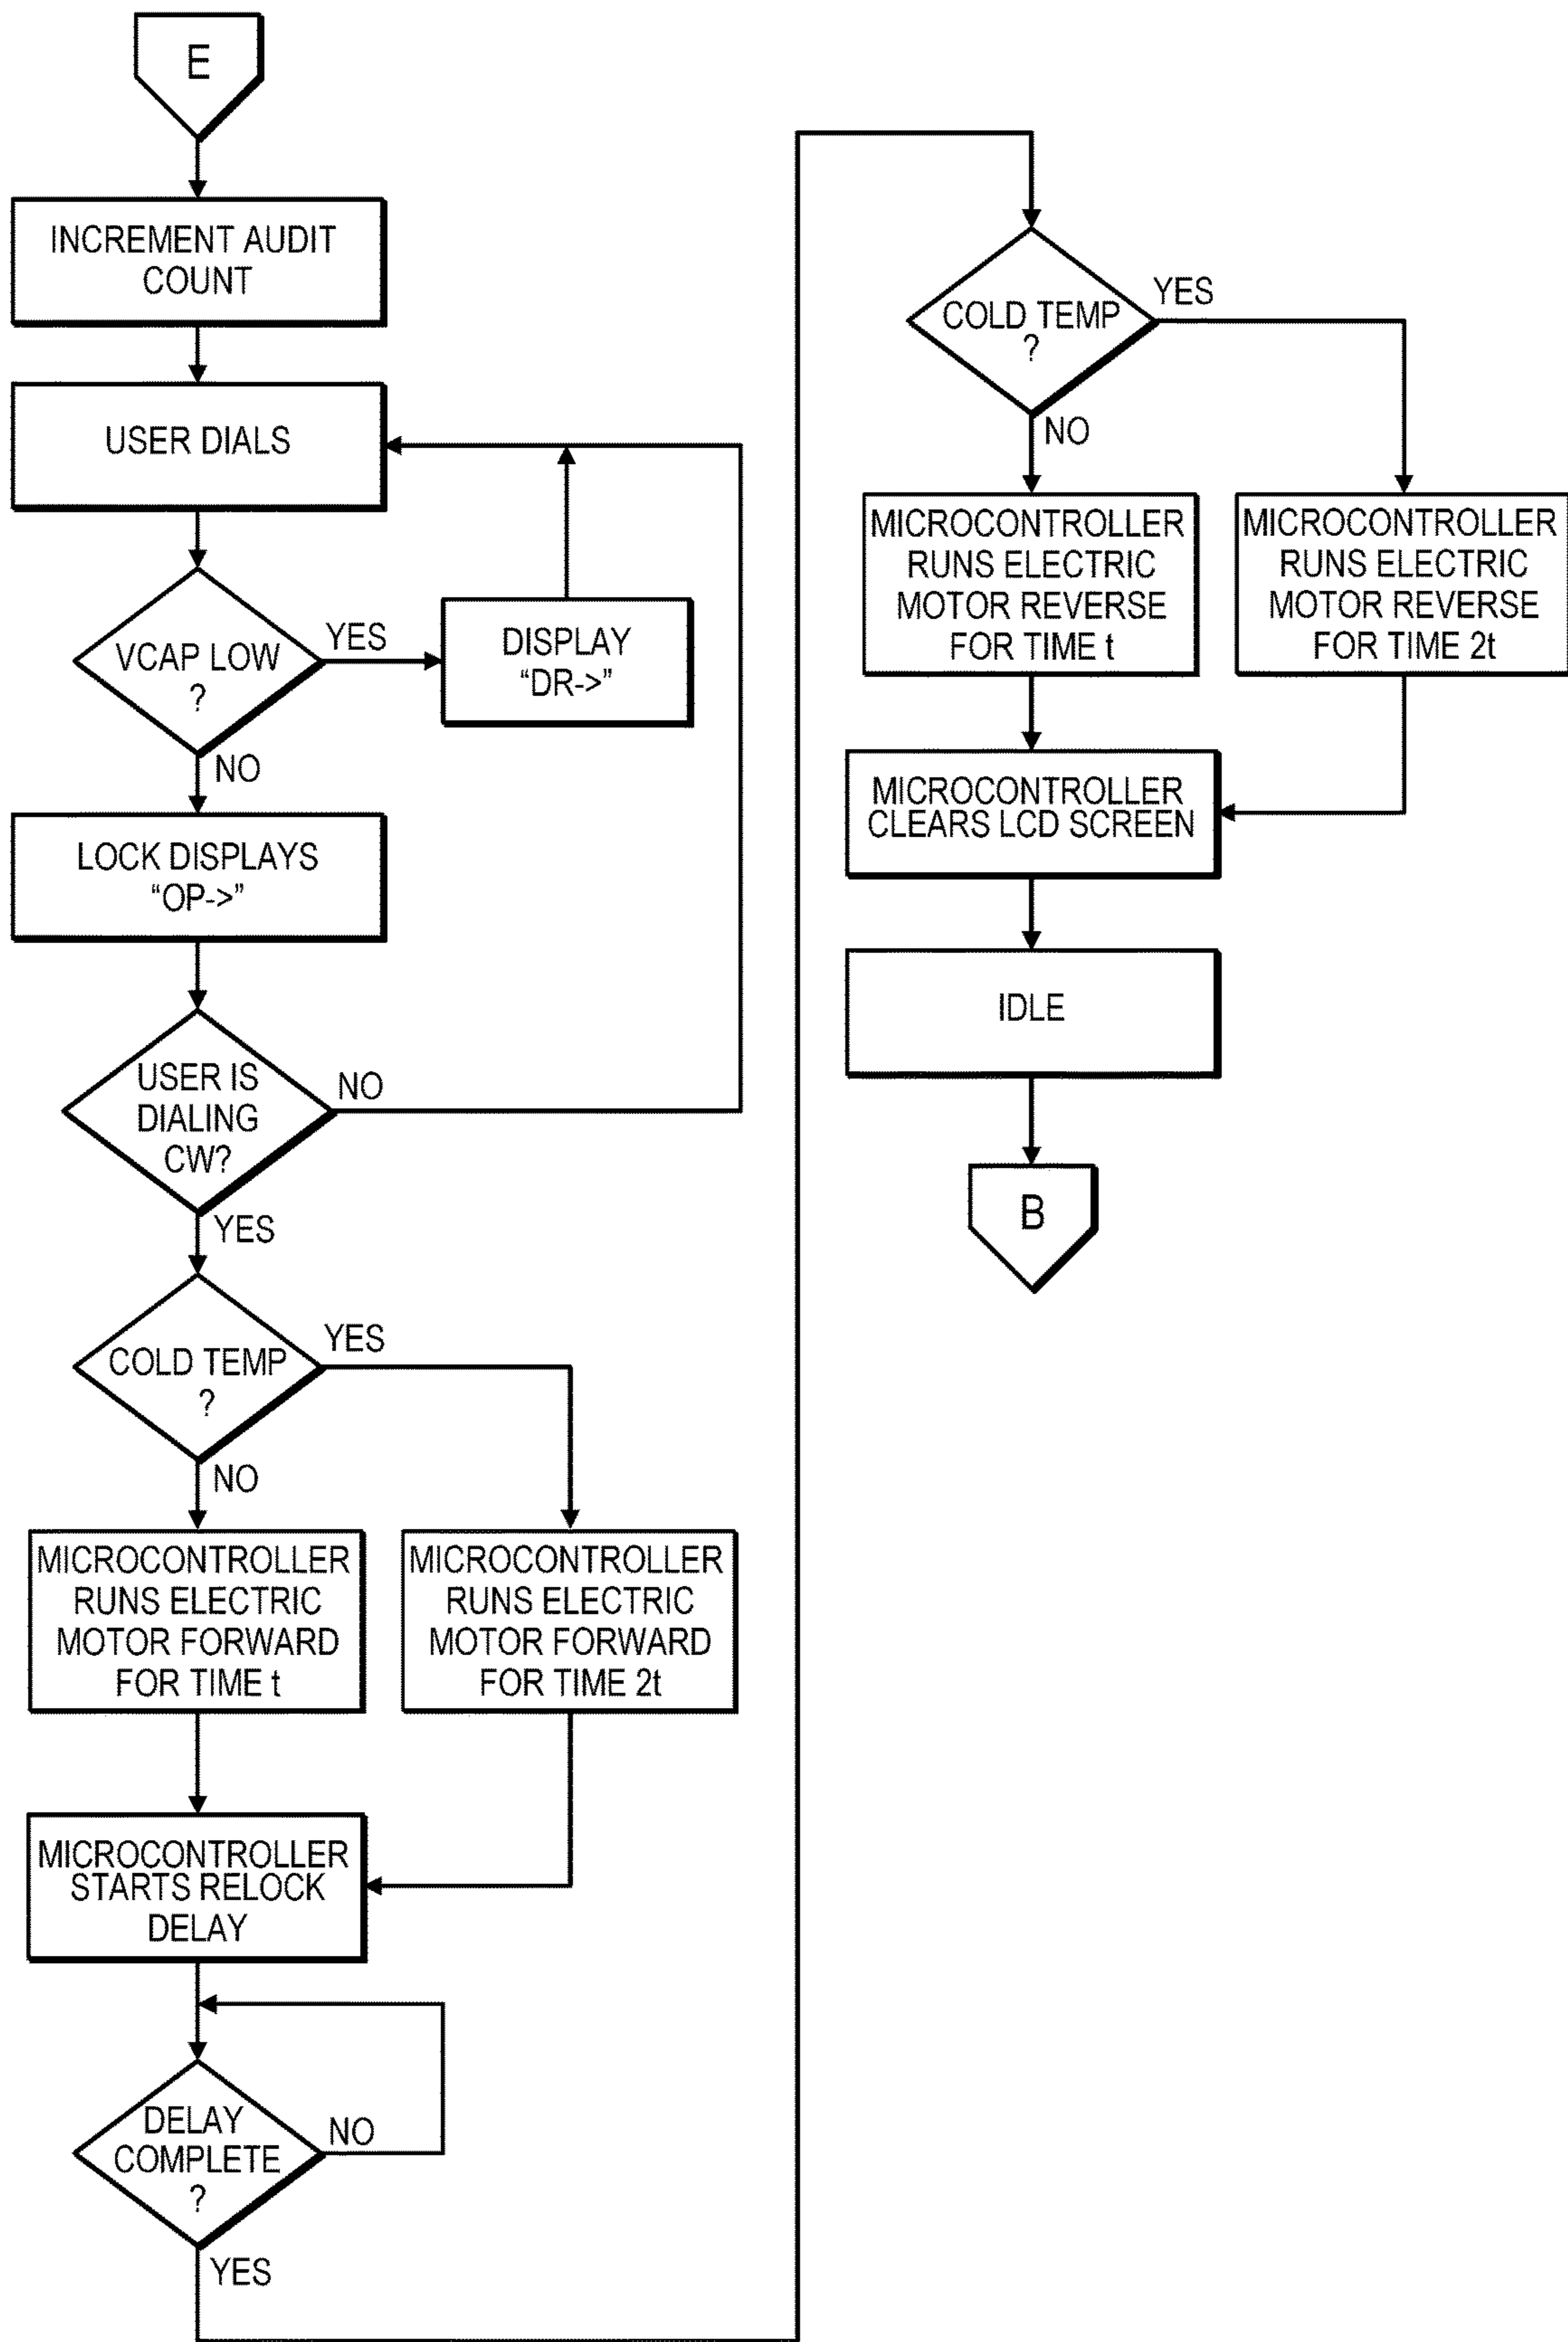 E
INCREMENT AUDIT
COUNT
USER DIALS
VCAP LOW
?
YES
DISPLAY
“DR->”
NO
LOCK DISPLAYS
“OP->”
USER IS
DIALING
CW?
NO
YES
COLD TEMP
?
YES
NO
MICROCONTROLLER
RUNS ELECTRIC
MOTOR FORWARD
FOR TIME t
MICROCONTROLLER
RUNS ELECTRIC
MOTOR FORWARD
FOR TIME 2t
MICROCONTROLLER
STARTS RELOCK
DELAY
DELAY
COMPLETE
?
NO
YES
COLD TEMP
?
YES
NO
MICROCONTROLLER
RUNS ELECTRIC
MOTOR REVERSE
FOR TIME t
MICROCONTROLLER
RUNS ELECTRIC
MOTOR REVERSE
FOR TIME 2t
MICROCONTROLLER
CLEARS LCD SCREEN
IDLE
B